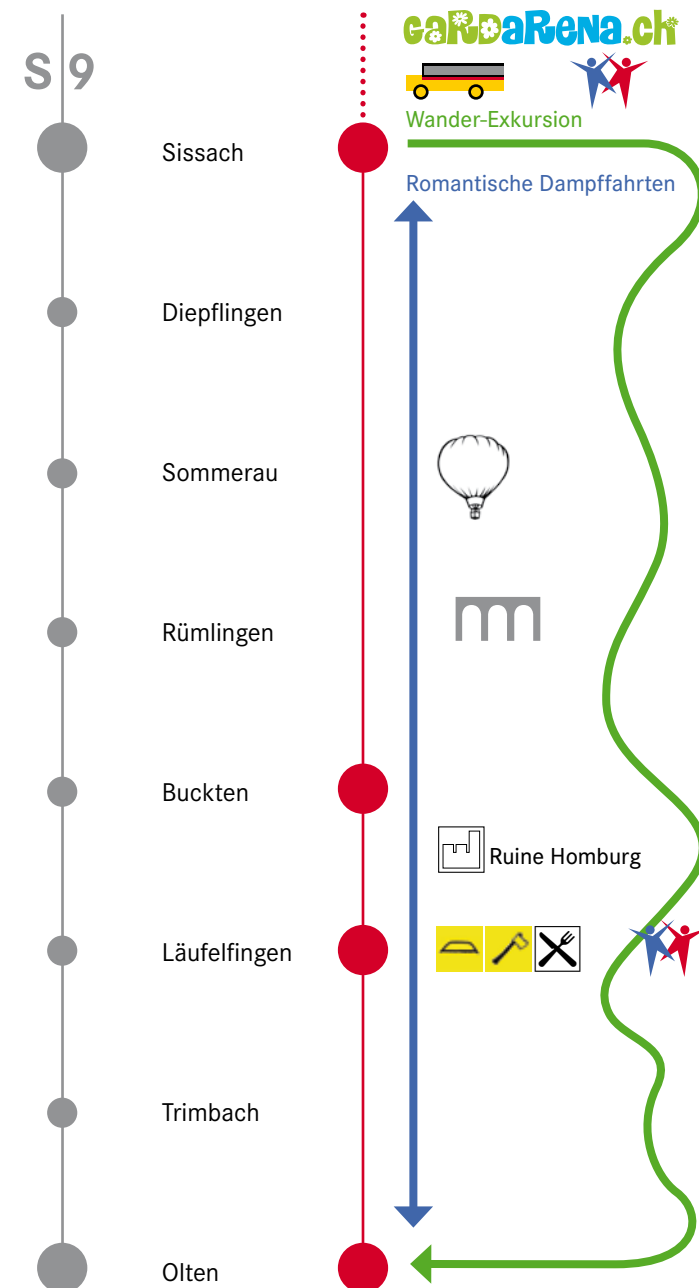 GaRDaReNa.ch
S 9
Wander-Exkursion
Sissach
Romantische Dampffahrten
Diepflingen
Sommerau
Rümlingen
Buckten
Ruine Homburg
Läufelfingen
Trimbach
Olten